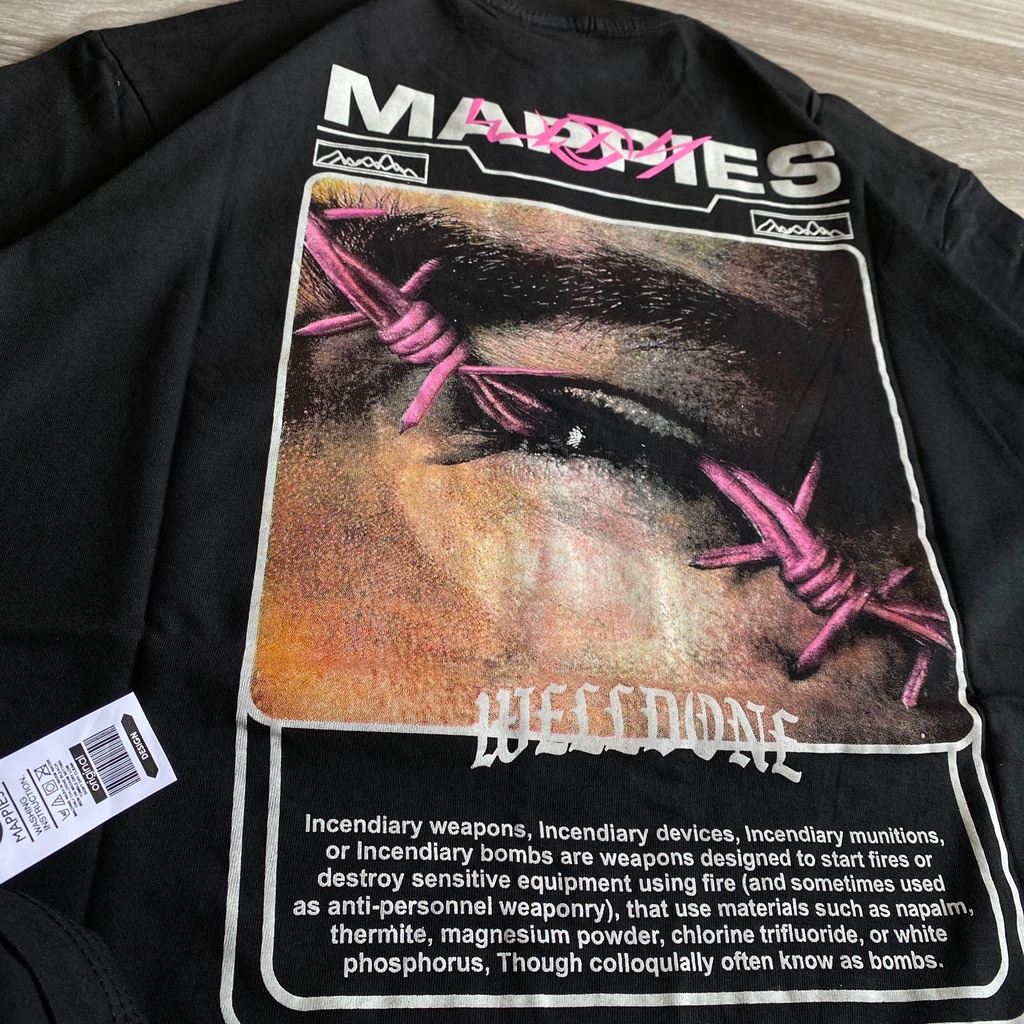 MAPPIES
WELLDONE
Incendiary weapons, Incendiary devices, Incendiary munitions,
or Incendiary bombs are weapons designed to start fires or
destroy sensitive equipment using fire (and sometimes used
as anti-personnel weaponry), that use materials such as napalm,
thermite, magnesium powder, chlorine trifluoride, or white
phosphorus, Though colloqulally often know as bombs.
DESIGN
original
WASHING
INSTRUCTION.
MAPPIES